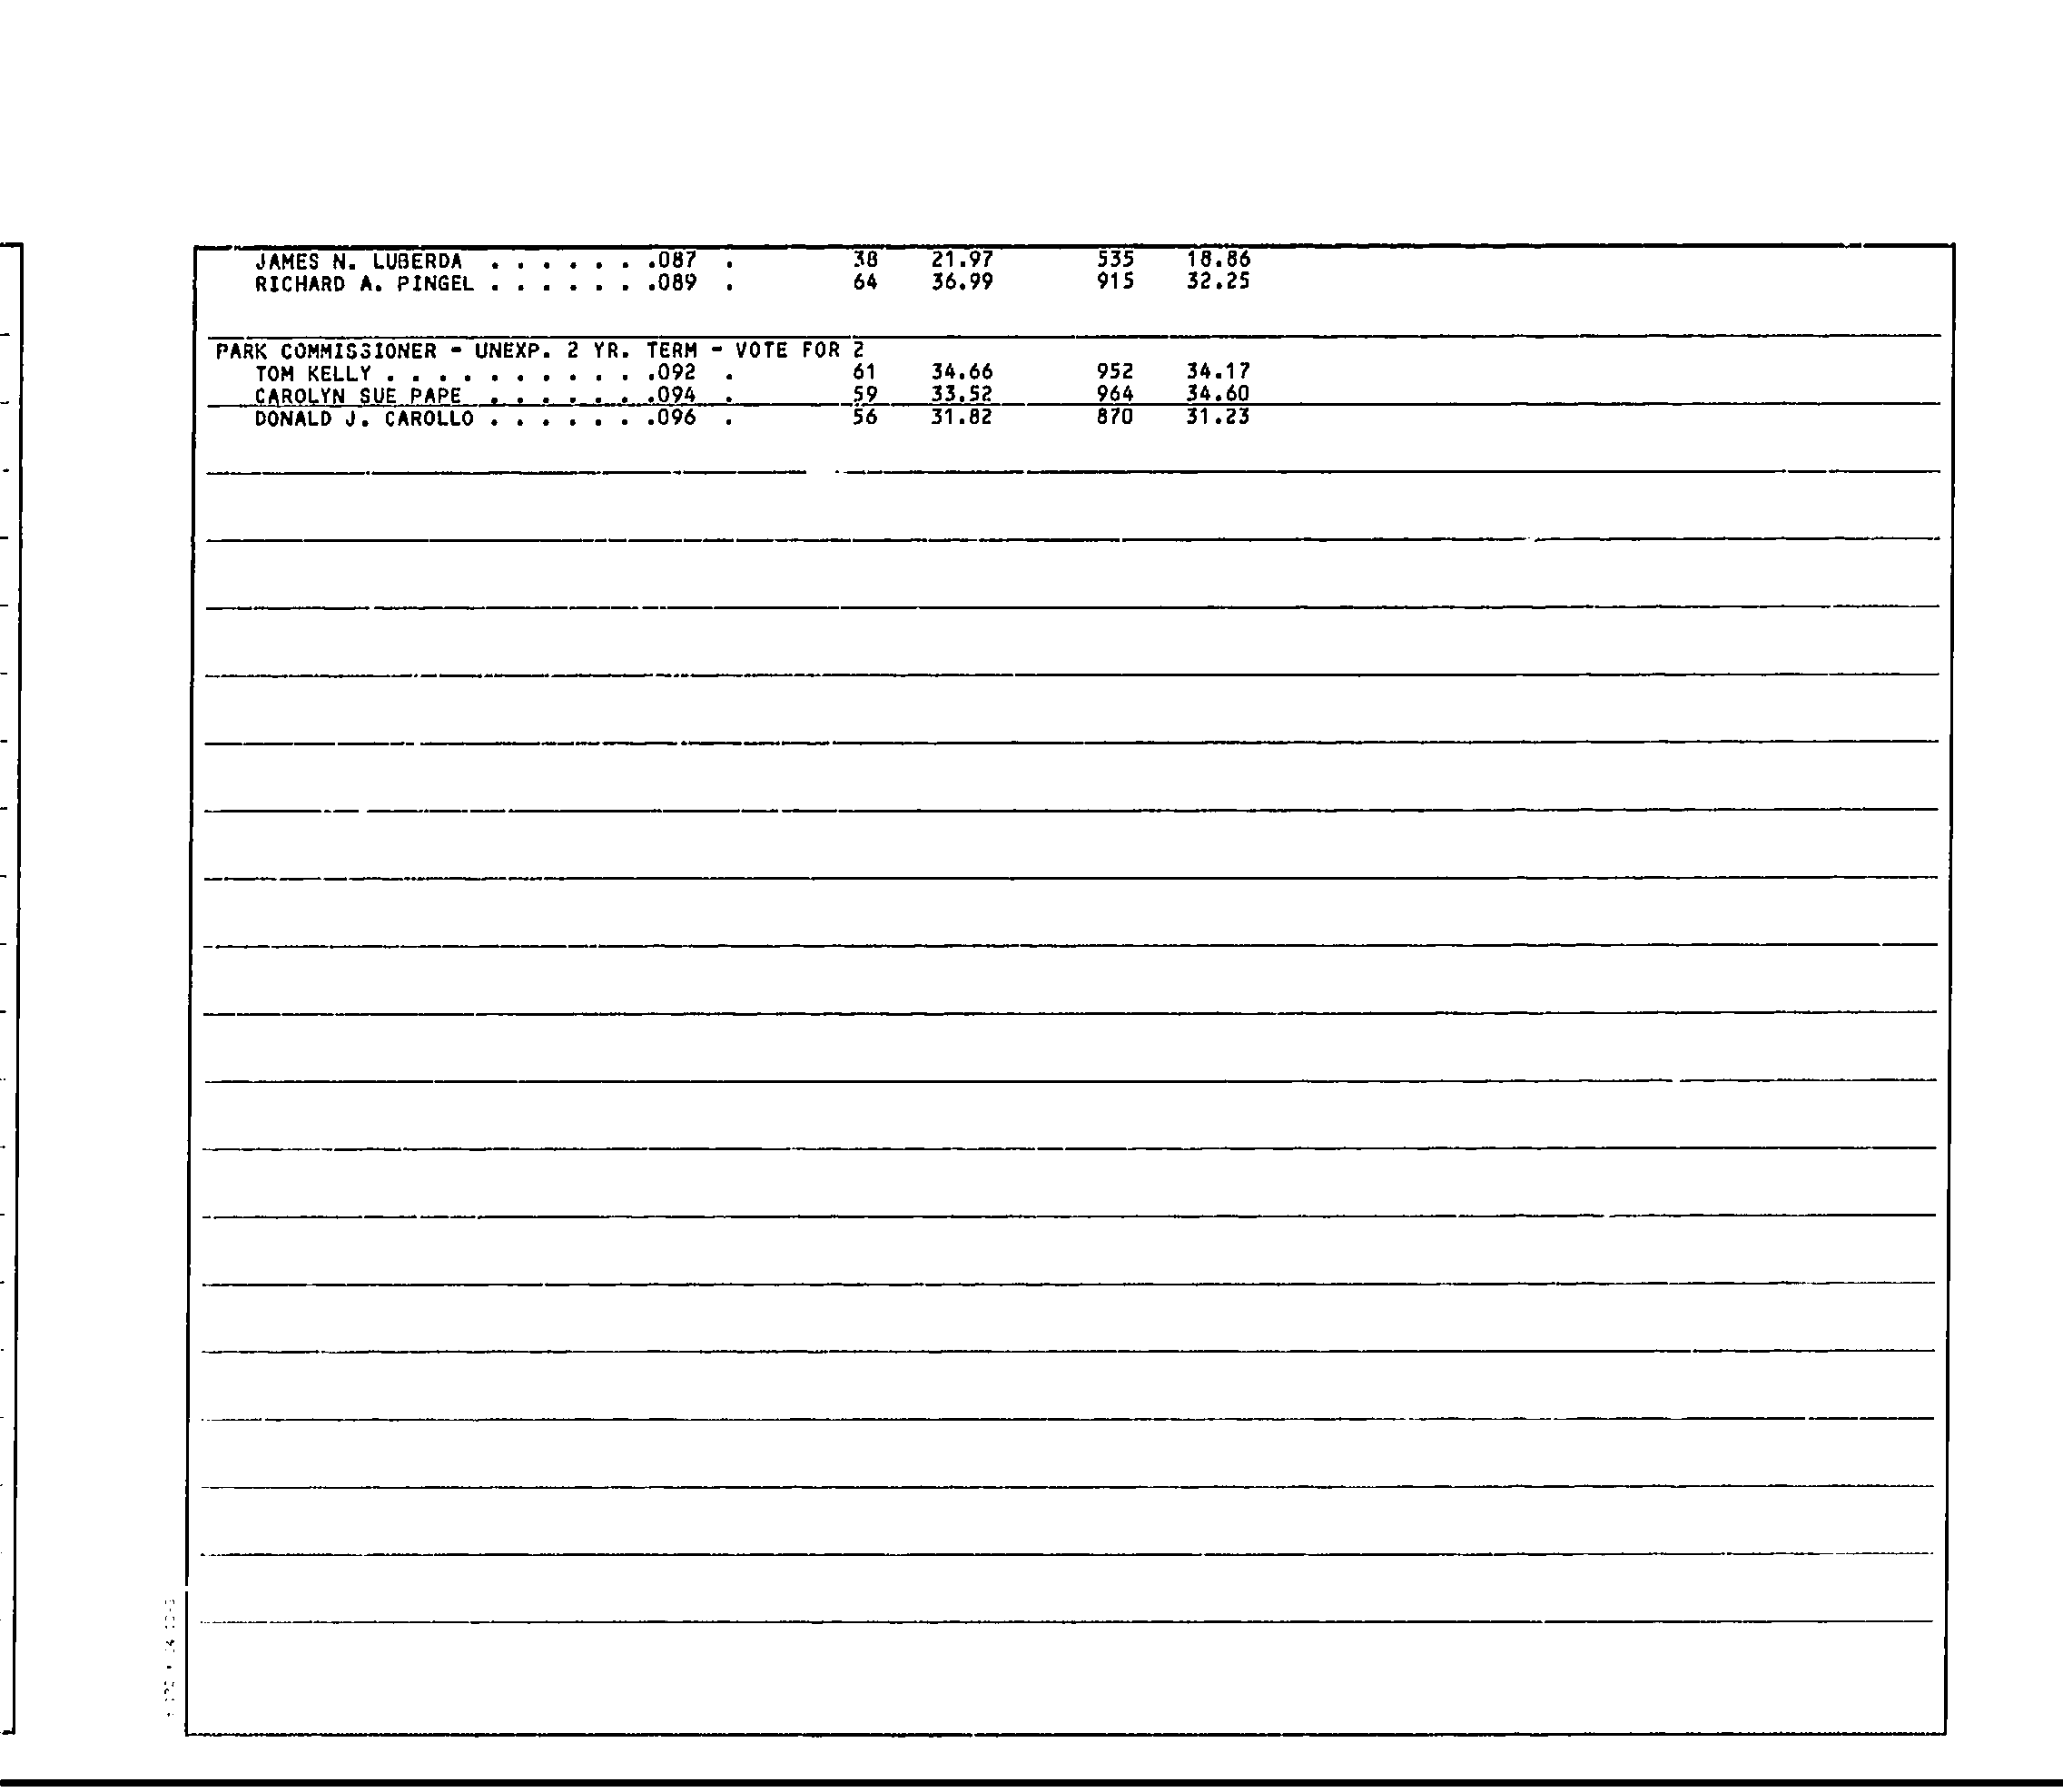 JAMES N. LUBERDA . . . . . . .087 . 38 21.97 535 18.86
RICHARD A. PINGEL . . . . . . .089 . 64 36.99 915 32.25
PARK COMMISSIONER - UNEXP. 2 YR. TERM - VOTE FOR 2
TOM KELLY . . . . . . . . . . .092 . 61 34.66 952 34.17
CAROLYN SUE PAPE . . . . . . .094 . 59 33.52 964 34.60
DONALD J. CAROLLO . . . . . . .096 . 56 31.82 870 31.23